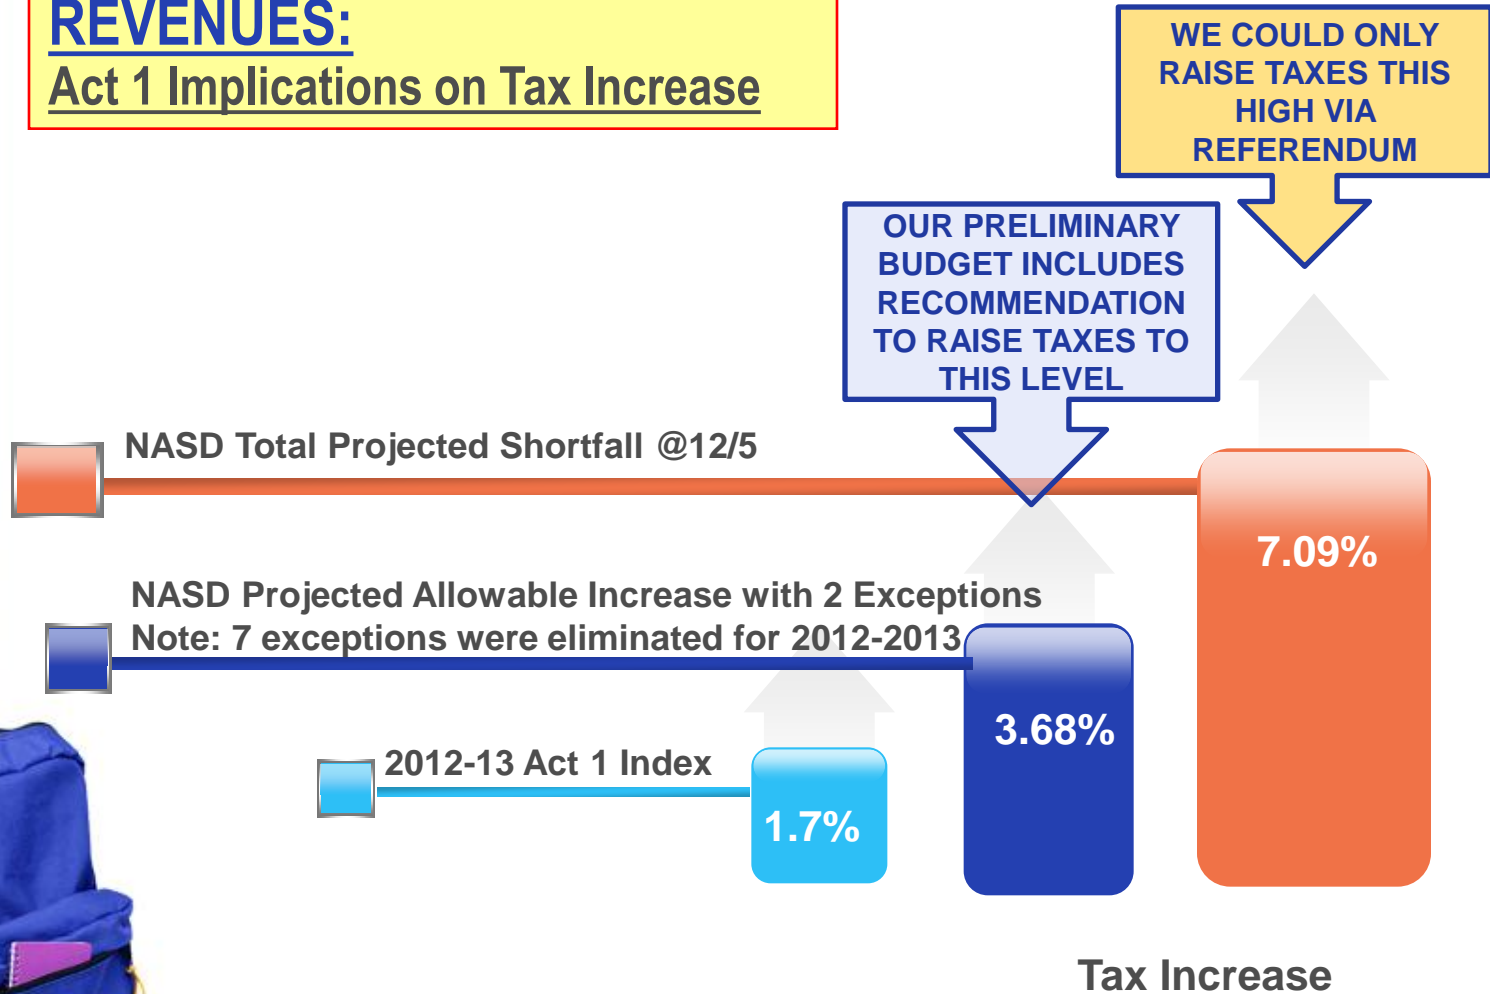 REVENUES:
Act 1 Implications on Tax Increase
WE COULD ONLY
RAISE TAXES THIS
HIGH VIA
REFERENDUM
OUR PRELIMINARY
BUDGET INCLUDES
RECOMMENDATION
TO RAISE TAXES TO
THIS LEVEL
NASD Total Projected Shortfall @12/5
7.09%
NASD Projected Allowable Increase with 2 Exceptions
Note: 7 exceptions were eliminated for 2012-2013
3.68%
2012-13 Act 1 Index
1.7%
Tax Increase